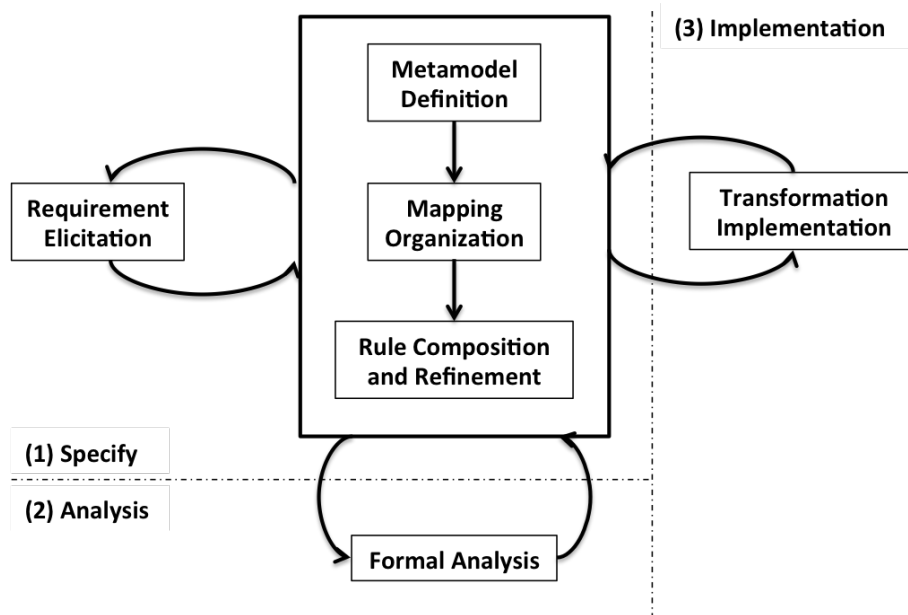 (3) Implementation
Metamodel
Definition
Requirement
Elicitation
Mapping
Organization
Transformation
Implementation
Rule Composition
and Refinement
(1) Specify
(2) Analysis
Formal Analysis